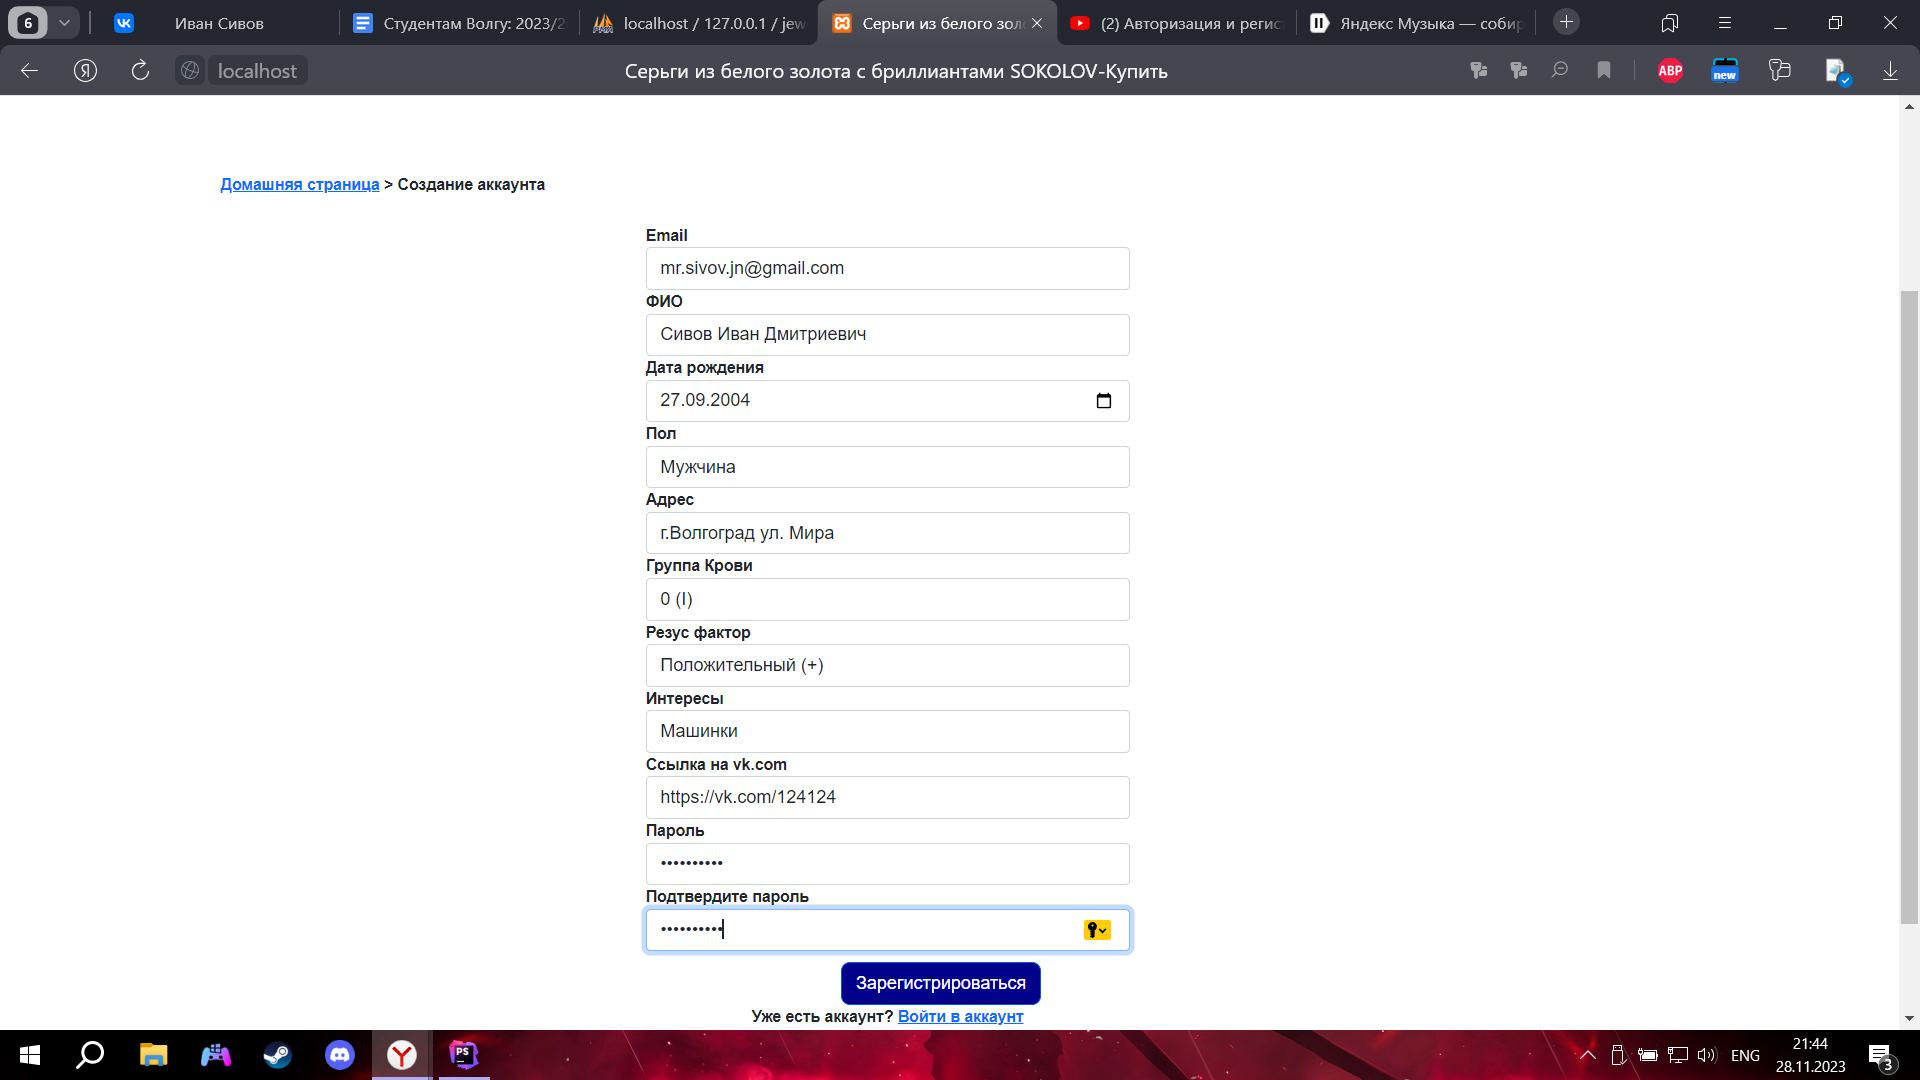 6
Иван Сивов
Студентам Волгу: 2023/2
localhost / 127.0.0.1 / jew
Серьги из белого зол
(2) Авторизация и регис
Яндекс Музыка — собир
Я
localhost
Серьги из белого золота с бриллиантами SOKOLOV-Купить
ABP
new
Домашняя страница > Создание аккаунта
Email
mr.sivov.jn@gmail.com
ФИО
Сивов Иван Дмитриевич
Дата рождения
27.09.2004
Пол
Мужчина
Адрес
г.Волгоград ул. Мира
Группа Крови
0 (I)
Резус фактор
Положительный (+)
Интересы
Машинки
Ссылка на vk.com
https://vk.com/124124
Пароль
••••••••••
Подтвердите пароль
••••••••••
Зарегистрироваться
Уже есть аккаунт? Войти в аккаунт
PS
ENG
21:44
28.11.2023
3